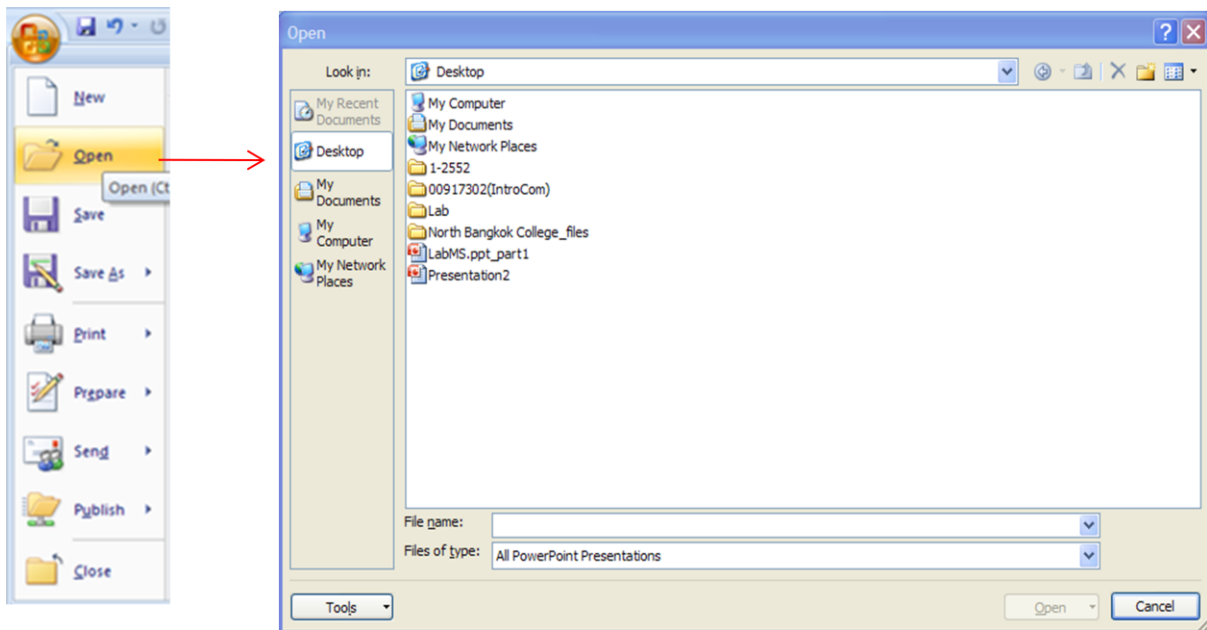 New
Open
Open (Ct
Save
Save As
Print
Prepare
Send
Publish
Close
Open
Look in:
Desktop
My Recent
Documents
Desktop
My
Documents
My
Computer
My Network
Places
My Computer
My Documents
My Network Places
1-2552
00917302(IntroCom)
Lab
North Bangkok College_files
LabMS.ppt_part1
Presentation2
File name:
Files of type: All PowerPoint Presentations
Tools
Open
Cancel